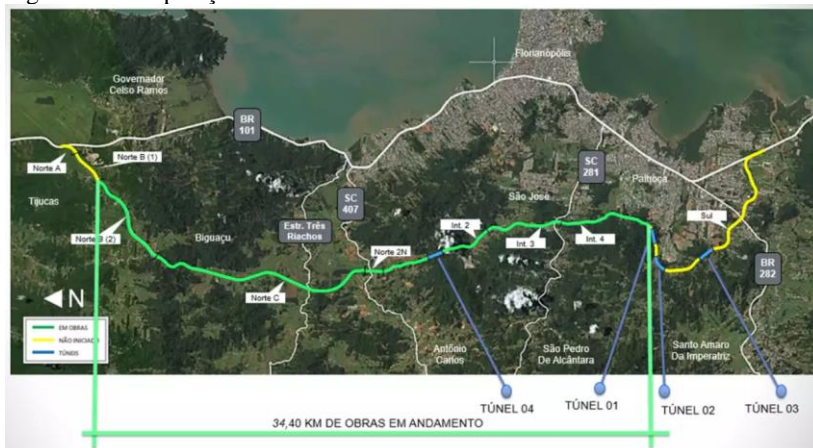 Florianópolis
Governador
Celso Ramos
BR
101
Norte A
Norte B (1)
Tijucas
SC
281
Palhoça
São José
SC
407
Sul
Norte B (2)
Biguaçu
Estr. Três
Riachos
Int. 2
Int. 3
Int. 4
Norte 2N
BR
282
Norte C
N
EM OBRAS
NÃO INICIADO
TÚNEIS
Antônio
Carlos
São Pedro
De Alcântara
Santo Amaro
Da Imperatriz
TÚNEL 04
TÚNEL 01
TÚNEL 02
TÚNEL 03
34,40 KM DE OBRAS EM ANDAMENTO